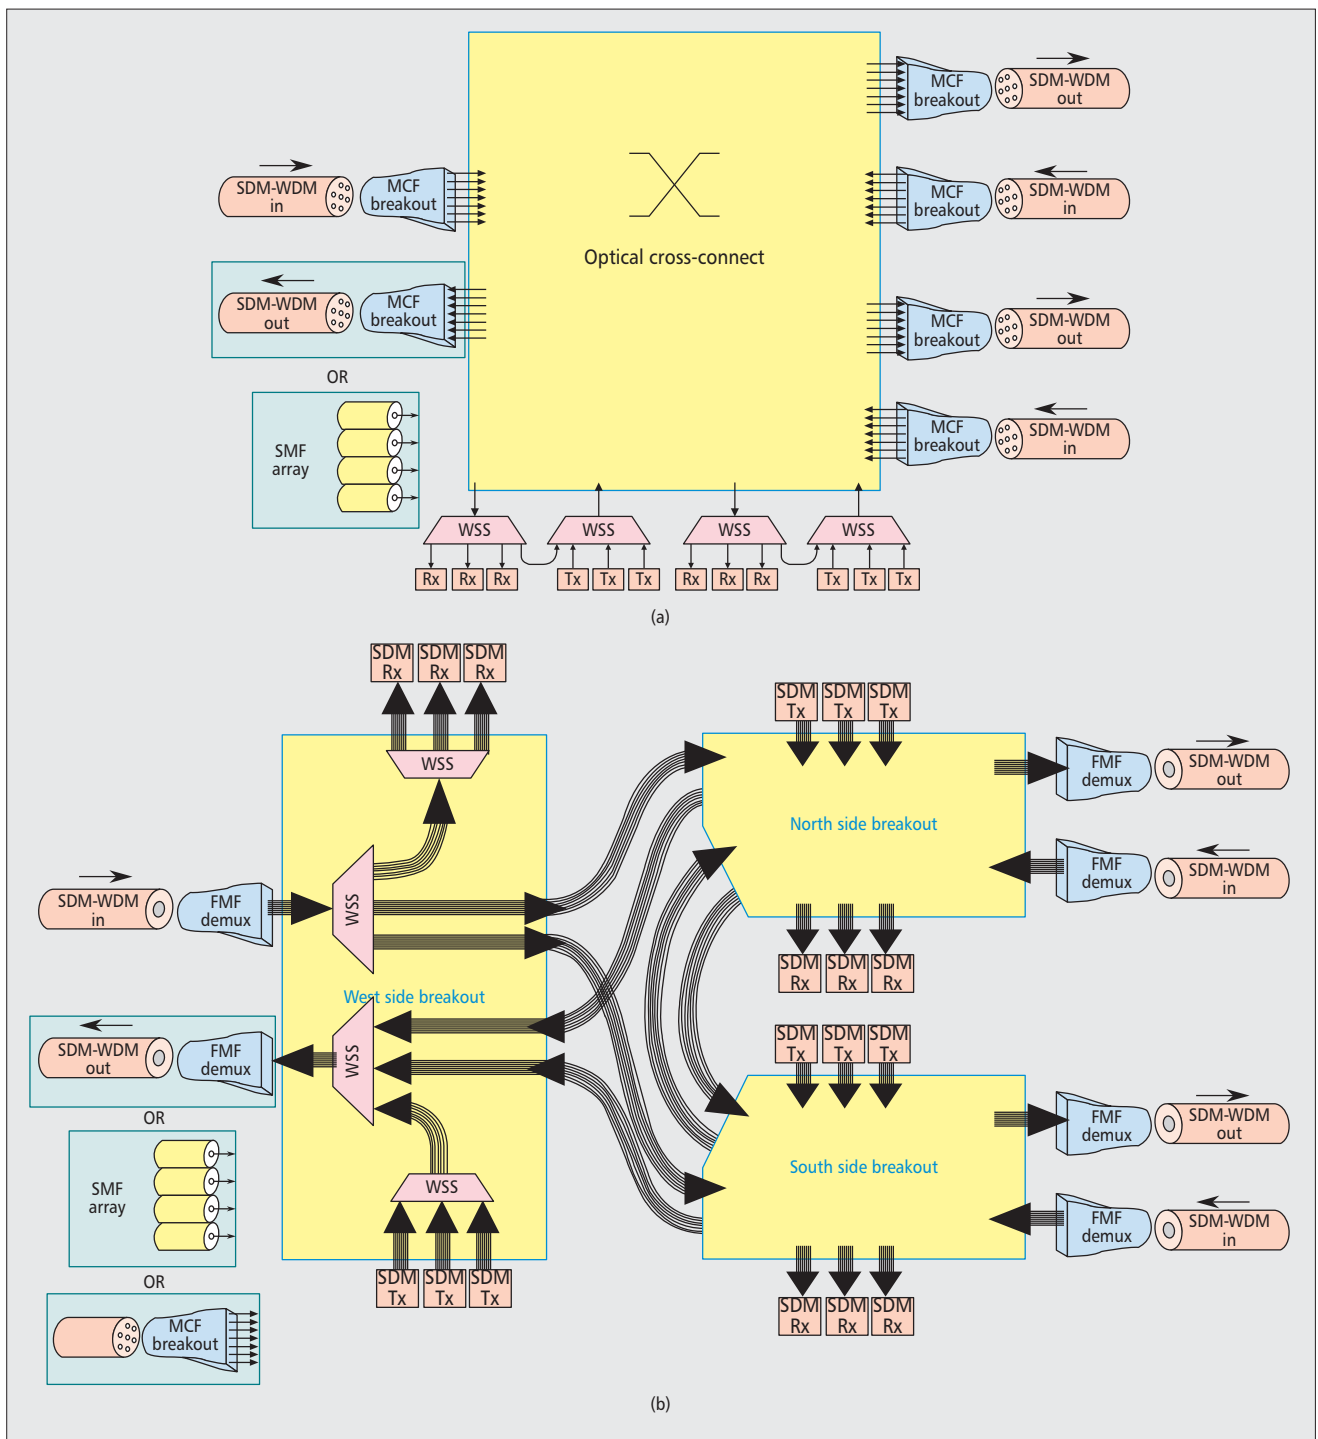 MCF
breakout
SDM-WDM
out
SDM-WDM
in
MCF
breakout
MCF
breakout
SDM-WDM
in
Optical cross-connect
SDM-WDM
out
MCF
breakout
MCF
breakout
SDM-WDM
out
OR
SMF
array
MCF
breakout
SDM-WDM
in
WSS
WSS
WSS
WSS
Rx
Rx
Rx
Tx
Tx
Tx
Rx
Rx
Rx
Tx
Tx
Tx
(a)
SDM
Rx
SDM
Rx
SDM
Rx
WSS
SDM
Tx
SDM
Tx
SDM
Tx
FMF
demux
SDM-WDM
out
North side breakout
FMF
demux
SDM-WDM
in
SDM
Rx
SDM
Rx
SDM
Rx
SDM-WDM
in
FMF
demux
WSS
West side breakout
SDM-WDM
out
FMF
demux
WSS
OR
SMF
array
WSS
SDM
Tx
SDM
Tx
SDM
Tx
SDM
Tx
SDM
Tx
SDM
Tx
FMF
demux
SDM-WDM
out
South side breakout
FMF
demux
SDM-WDM
in
SDM
Rx
SDM
Rx
SDM
Rx
OR
MCF
breakout
(b)